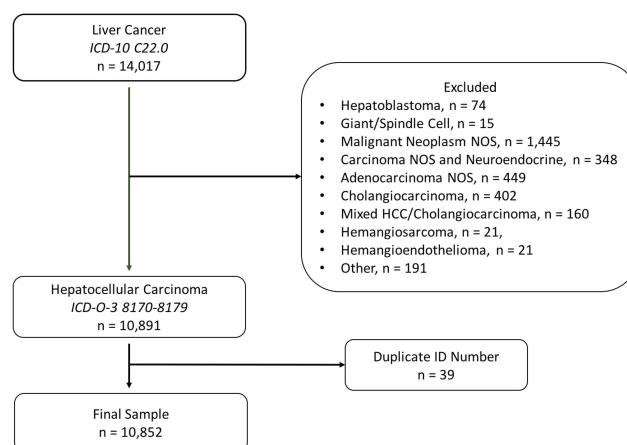 Liver Cancer
ICD-10 C22.0
n = 14,017
Excluded
• Hepatoblastoma, n = 74
• Giant/Spindle Cell, n = 15
• Malignant Neoplasm NOS, n = 1,445
• Carcinoma NOS and Neuroendocrine, n = 348
• Adenocarcinoma NOS, n = 449
• Cholangiocarcinoma, n = 402
• Mixed HCC/Cholangiocarcinoma, n = 160
• Hemangiosarcoma, n = 21,
• Hemangioendothelioma, n = 21
• Other, n = 191
Hepatocellular Carcinoma
ICD-O-3 8170-8179
n = 10,891
Duplicate ID Number
n = 39
Final Sample
n = 10,852